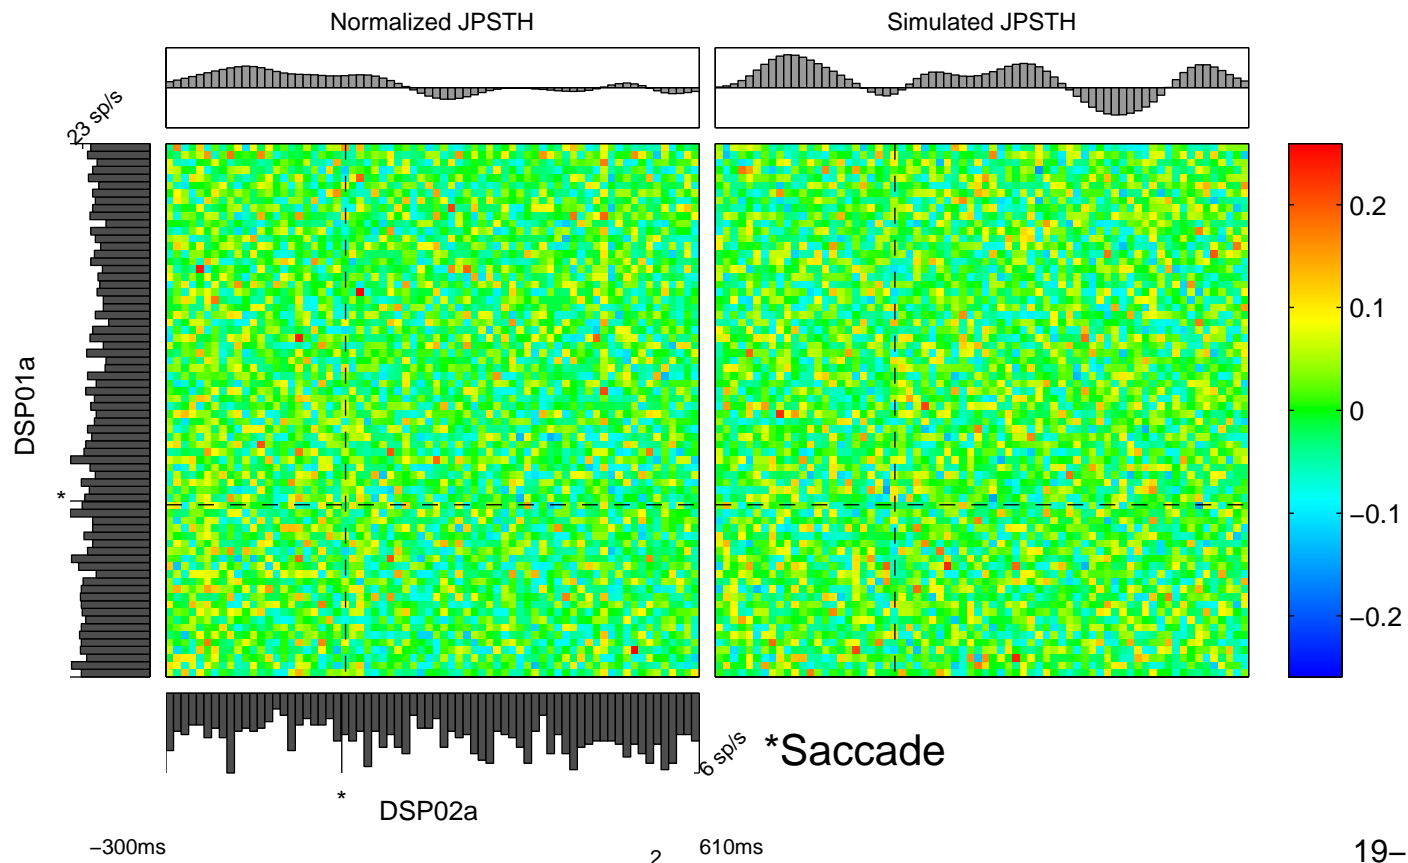 Normalized JPSTH
Simulated JPSTH
23 sp/s
DSP01a
*
0.2
0.1
0
−0.1
−0.2
6 sp/s
*Saccade
*
DSP02a
−300ms
2
610ms
19−